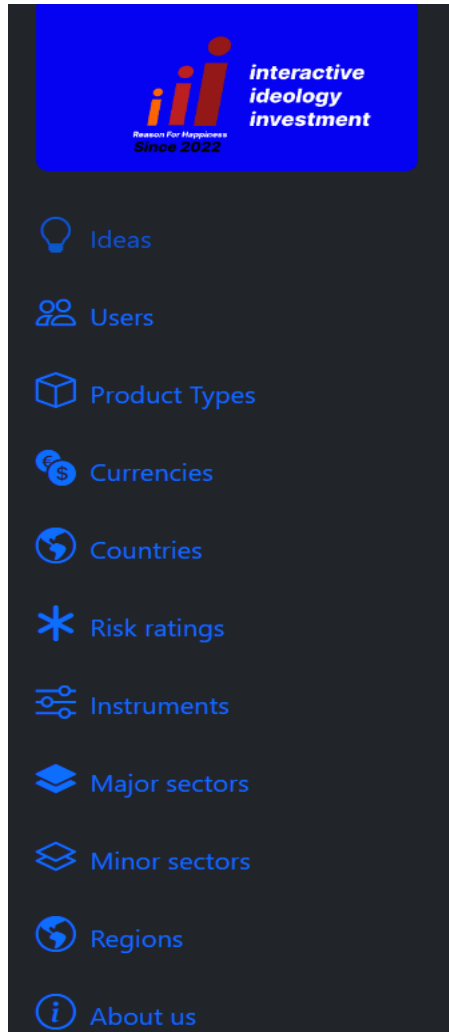 interactive
ideology
investment
Reason For Happiness
Since 2022
Ideas
Users
Product Types
Currencies
Countries
Risk ratings
Instruments
Major sectors
Minor sectors
Regions
About us